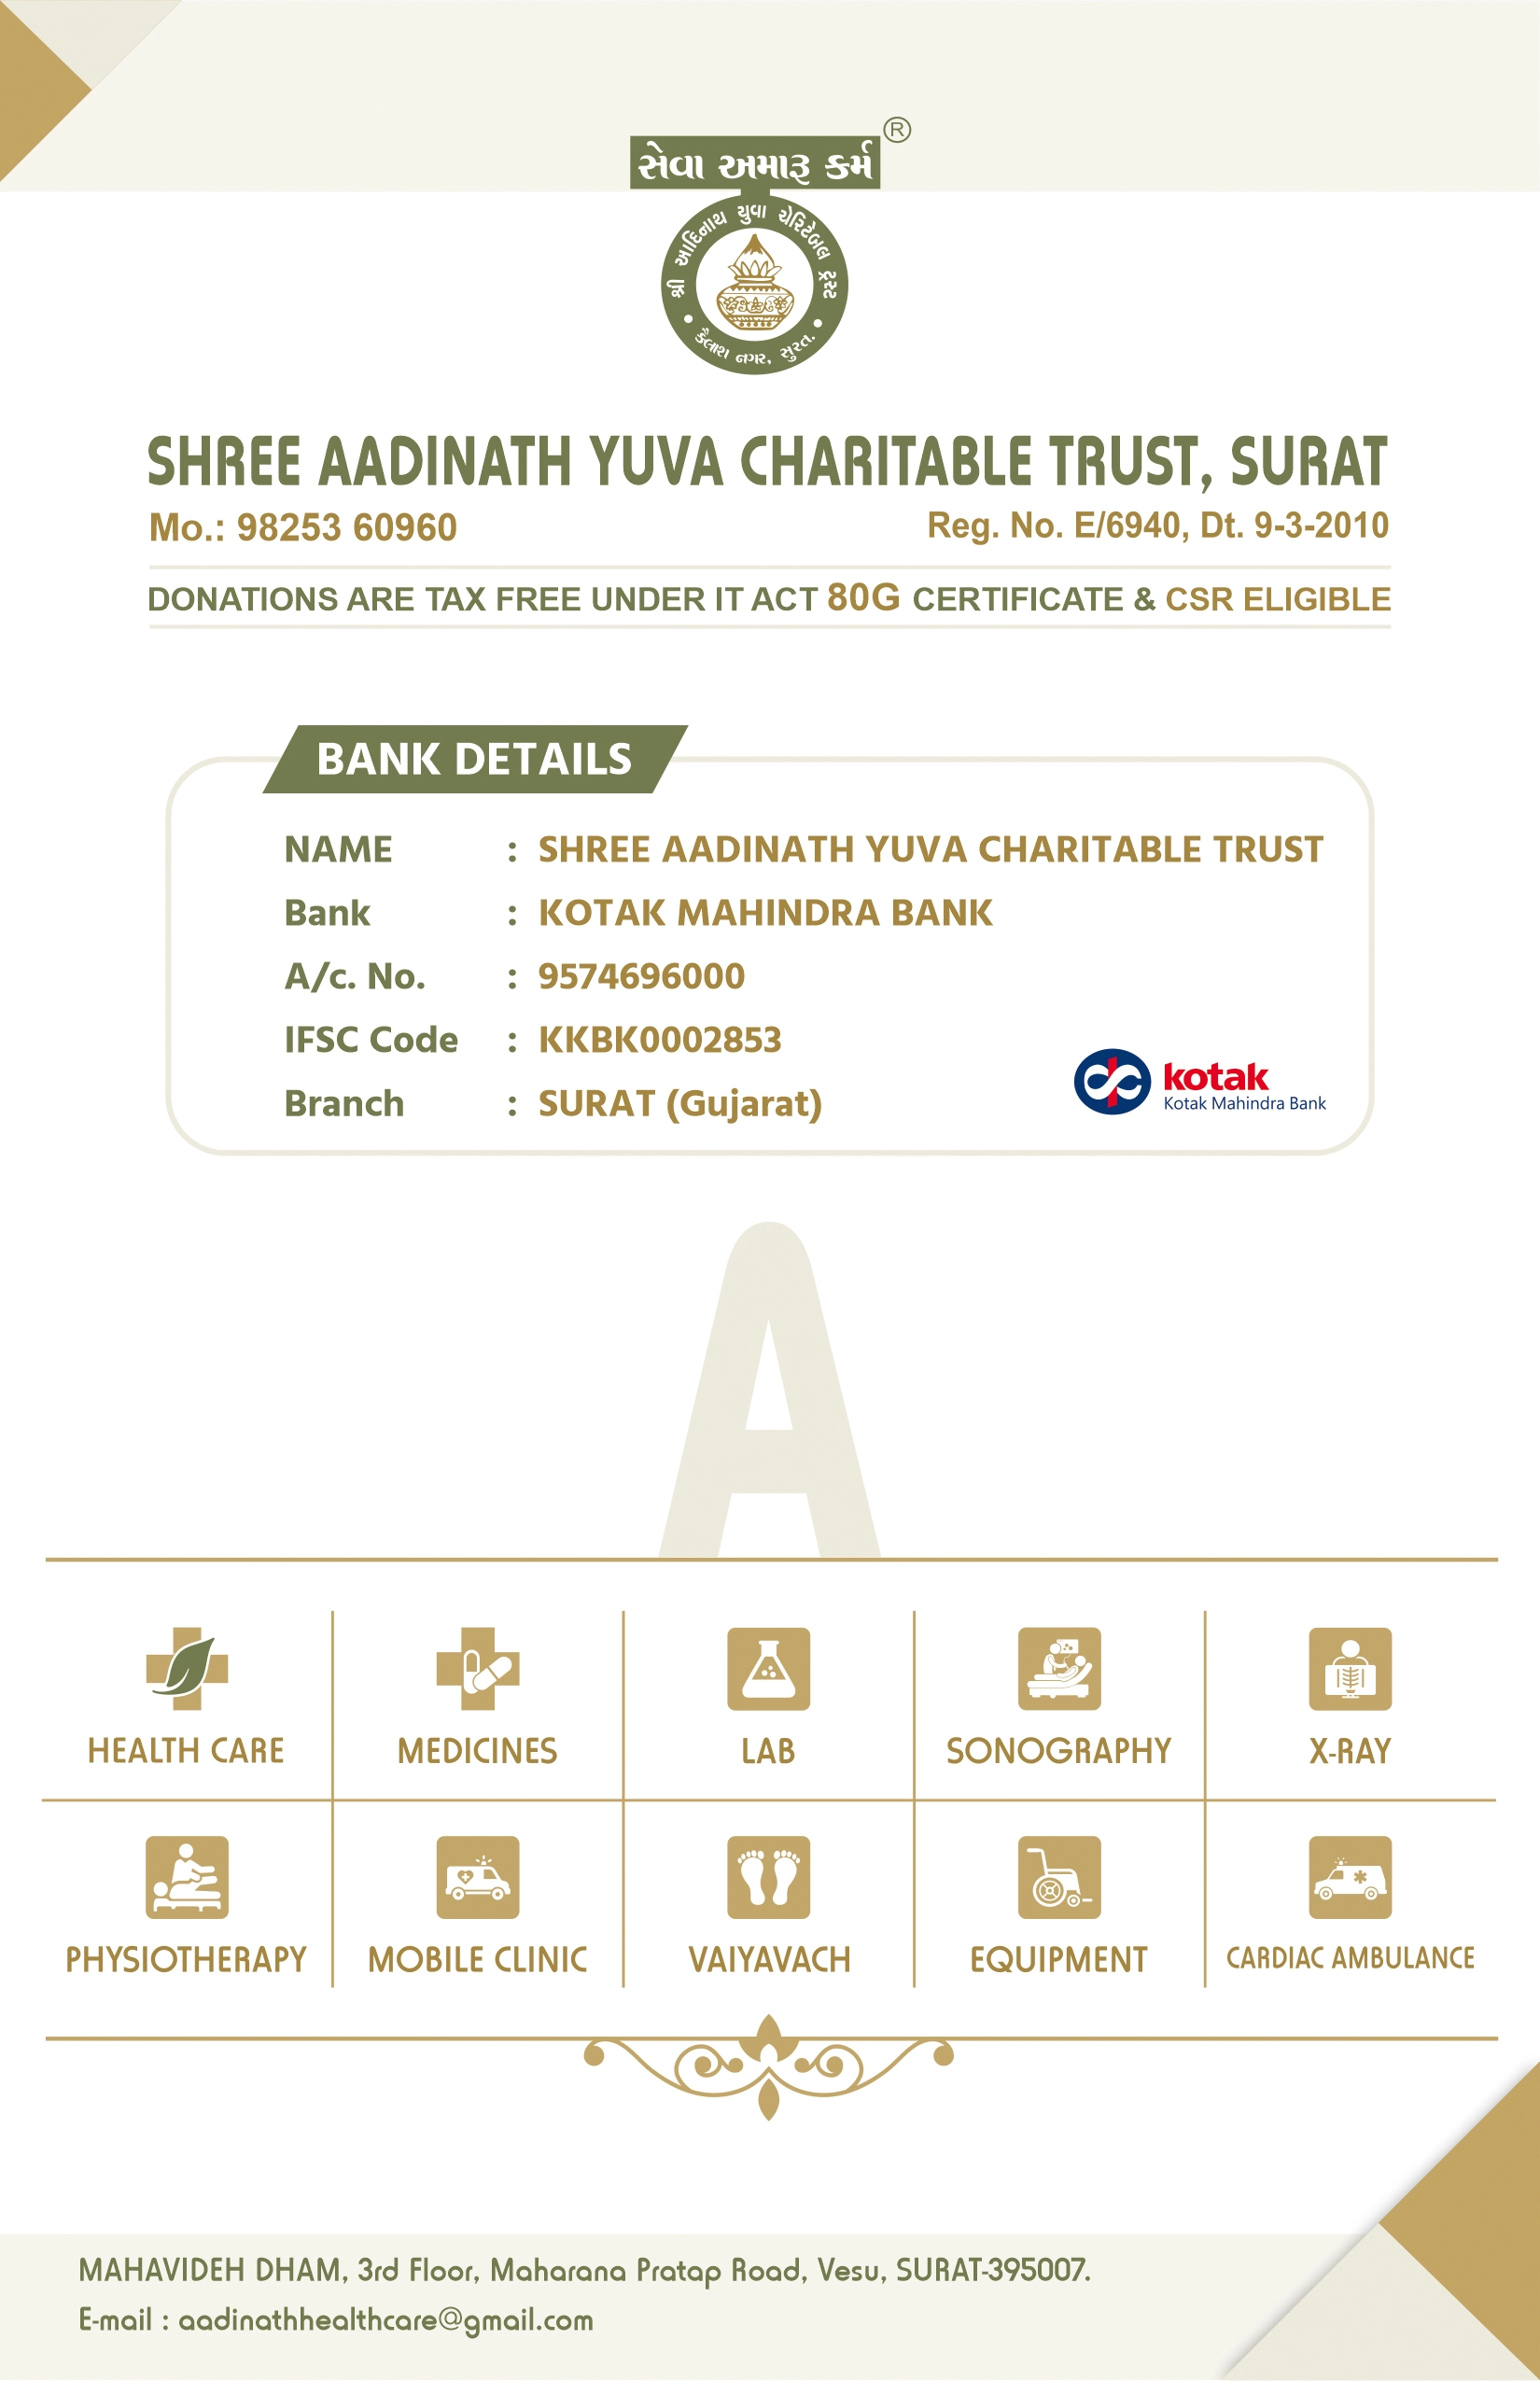 સેવા અમારૂ કર્મ
®
શ્રી આદિનાથ યુવા ચેરિટેબલ ટ્રસ્ટ
કૈલાશ નગર, સુરત.
SHREE AADINATH YUVA CHARITABLE TRUST, SURAT
Mo.: 98253 60960
Reg. No. E/6940, Dt. 9-3-2010
DONATIONS ARE TAX FREE UNDER IT ACT 80G CERTIFICATE & CSR ELIGIBLE
BANK DETAILS
NAME : SHREE AADINATH YUVA CHARITABLE TRUST
Bank : KOTAK MAHINDRA BANK
A/c. No. : 9574696000
IFSC Code : KKBK0002853
Branch : SURAT (Gujarat)
kotak
Kotak Mahindra Bank
A
HEALTH CARE
MEDICINES
LAB
SONOGRAPHY
X-RAY
PHYSIOTHERAPY
MOBILE CLINIC
VAIYAVACH
EQUIPMENT
CARDIAC AMBULANCE
MAHAVIDEH DHAM, 3rd Floor, Maharana Pratap Road, Vesu, SURAT-395007.
E-mail : aadinathhealthcare@gmail.com